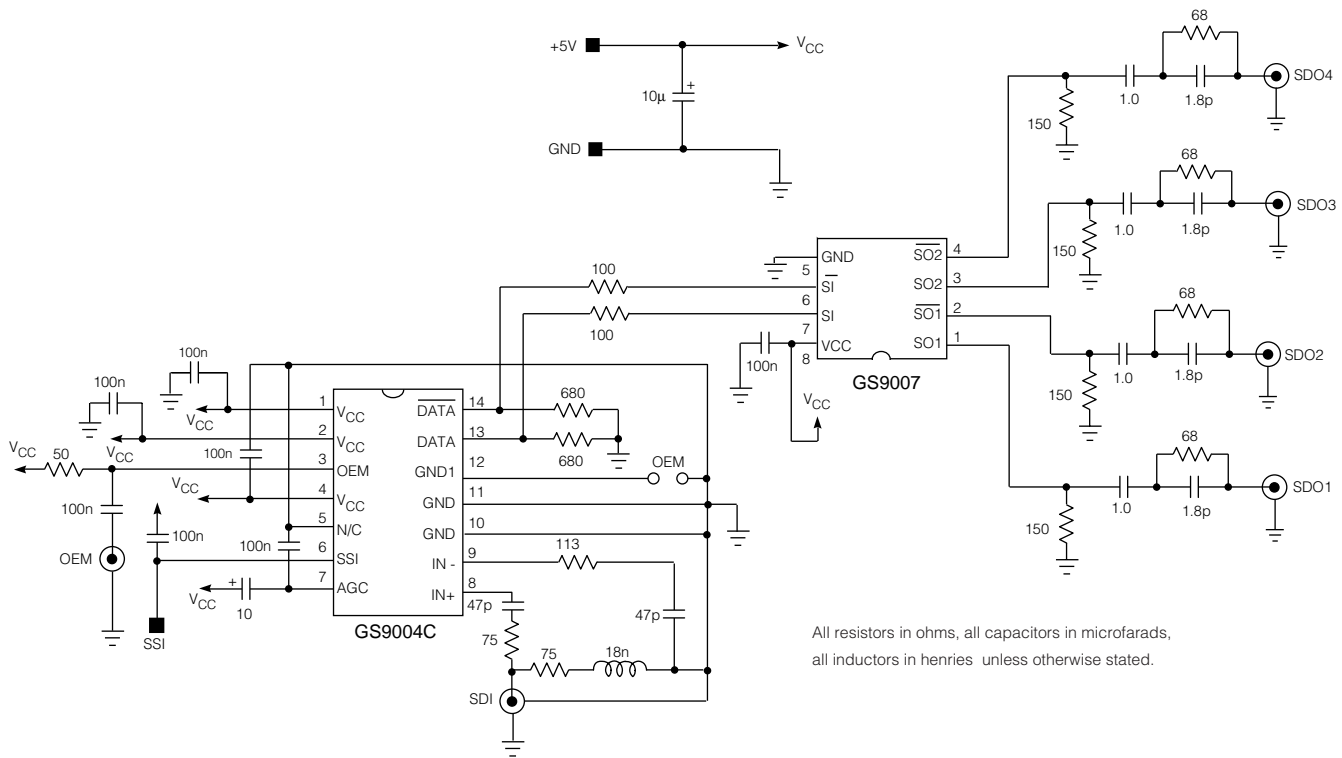 68
+5V
VCC
SDO4
10µ
1.0
1.8p
150
GND
68
SDO3
1.0
1.8p
150
GND
SO2
4
5
100
SI
SO2
3
6
SI
SO1
2
68
100
7
VCC
SO1
1
8
100n
GS9007
SDO2
1.0
1.8p
150
VCC
100n
100n
VCC
1
VCC
DATA
14
680
VCC
2
VCC
DATA
13
680
VCC
50
100n
3
OEM
GND1
12
OEM
VCC
4
VCC
GND
11
100n
5
N/C
GND
10
100n
100n
6
SSI
IN -
9
113
OEM
7
AGC
IN+
8
VCC
+
10
47p
47p
GS9004C
SSI
75
75
18n
SDI
68
SDO1
1.0
1.8p
150
+
All resistors in ohms, all capacitors in microfarads,
all inductors in henries unless otherwise stated.